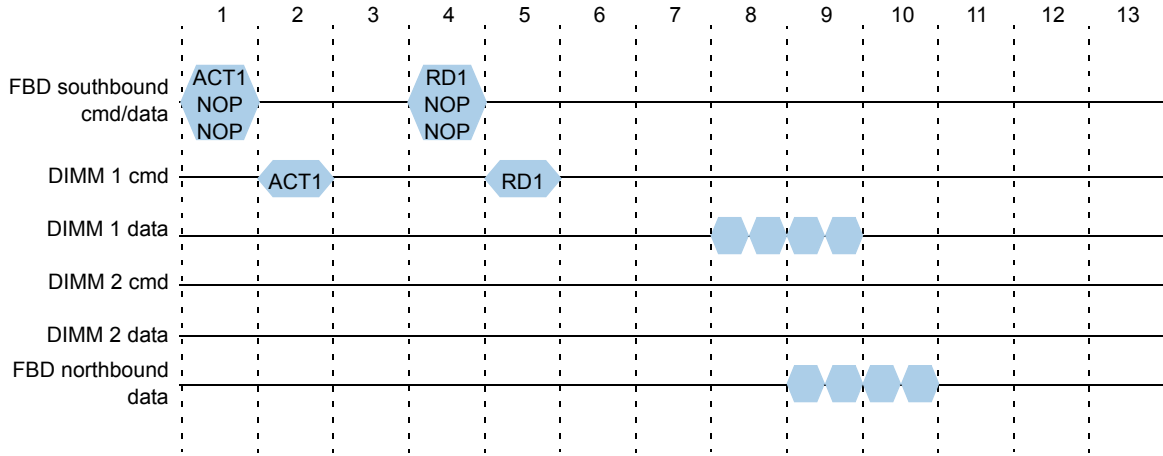 1 2 3 4 5 6 7 8 9 10 11 12 13
FBD southbound
cmd/data
ACT1
NOP
NOP
RD1
NOP
NOP
DIMM 1 cmd
ACT1
RD1
DIMM 1 data
DIMM 2 cmd
DIMM 2 data
FBD northbound
data